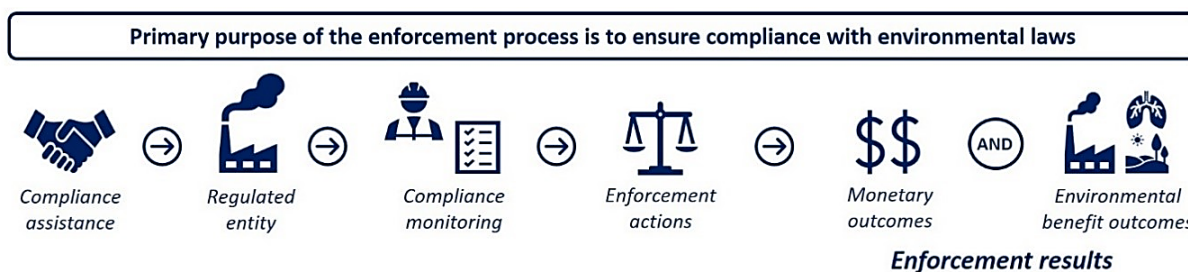 Primary purpose of the enforcement process is to ensure compliance with environmental laws
Compliance
assistance
Regulated
entity
Compliance
monitoring
Enforcement
actions
$$
Monetary
outcomes
AND
Environmental
benefit outcomes
Enforcement results